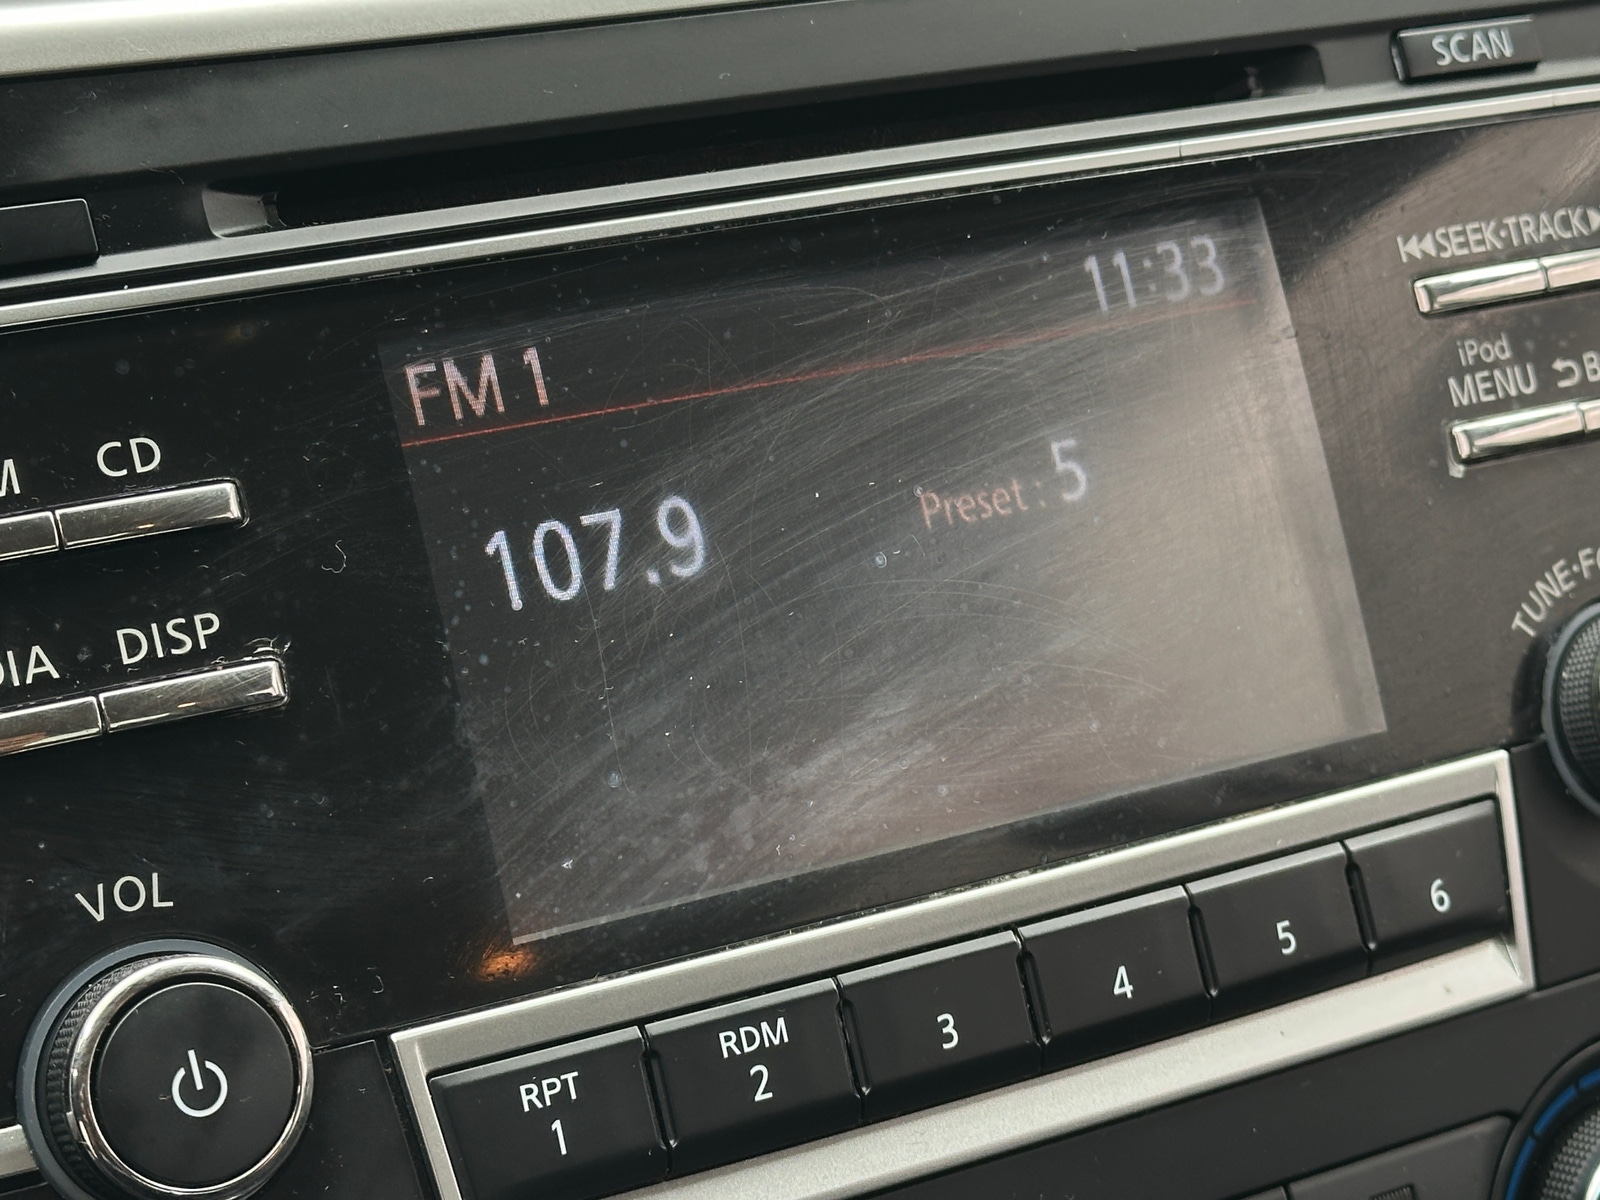 SCAN
SEEK·TRACK
11:33
FM 1
iPod
MENU
CD
107.9
Preset : 5
DISP
VOL
6
5
4
3
RDM
2
RPT
1